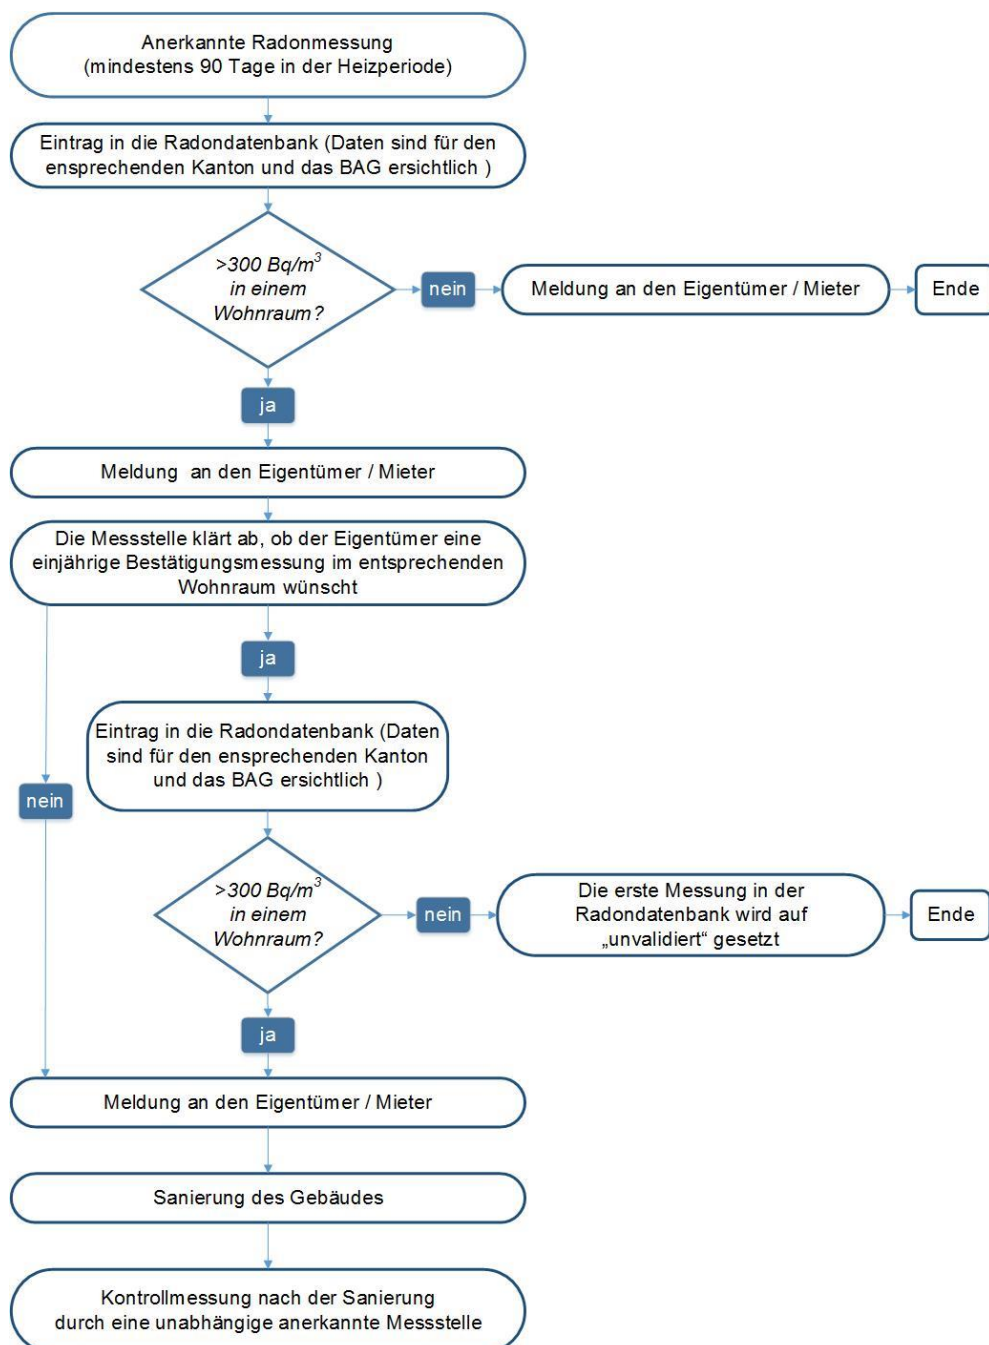 Anerkannte Radonmessung
(mindestens 90 Tage in der Heizperiode)
Eintrag in die Radondatenbank (Daten sind für den
ensprechenden Kanton und das BAG ersichtlich )
>300 Bq/m³
in einem
Wohnraum?
nein
Meldung an den Eigentümer / Mieter
Ende
ja
Meldung  an den Eigentümer / Mieter
Die Messstelle klärt ab, ob der Eigentümer eine
einjährige Bestätigungsmessung im entsprechenden
Wohnraum wünscht
ja
Eintrag in die Radondatenbank (Daten
sind für den ensprechenden Kanton
und das BAG ersichtlich )
nein
>300 Bq/m³
in einem
Wohnraum?
nein
Die erste Messung in der
Radondatenbank wird auf
„unvalidiert“ gesetzt
Ende
ja
Meldung an den Eigentümer / Mieter
Sanierung des Gebäudes
Kontrollmessung nach der Sanierung
durch eine unabhängige anerkannte Messstelle